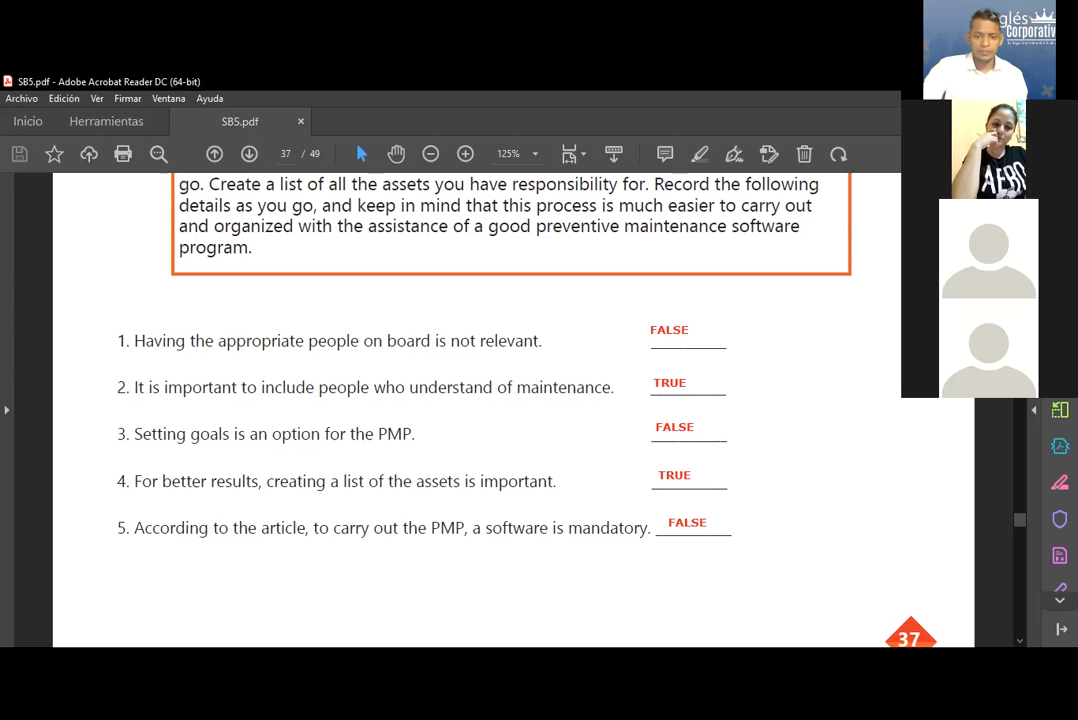 glés
Corporativ
SB5.pdf - Adobe Acrobat Reader DC (64-bit)
Archivo Edición Ver Firmar Ventana Ayuda
Inicio Herramientas SB5.pdf ×
37 / 49 125%
go. Create a list of all the assets you have responsibility for. Record the following
details as you go, and keep in mind that this process is much easier to carry out
and organized with the assistance of a good preventive maintenance software
program.
1. Having the appropriate people on board is not relevant. FALSE
2. It is important to include people who understand of maintenance. TRUE
3. Setting goals is an option for the PMP. FALSE
4. For better results, creating a list of the assets is important. TRUE
5. According to the article, to carry out the PMP, a software is mandatory. FALSE
37
AERO